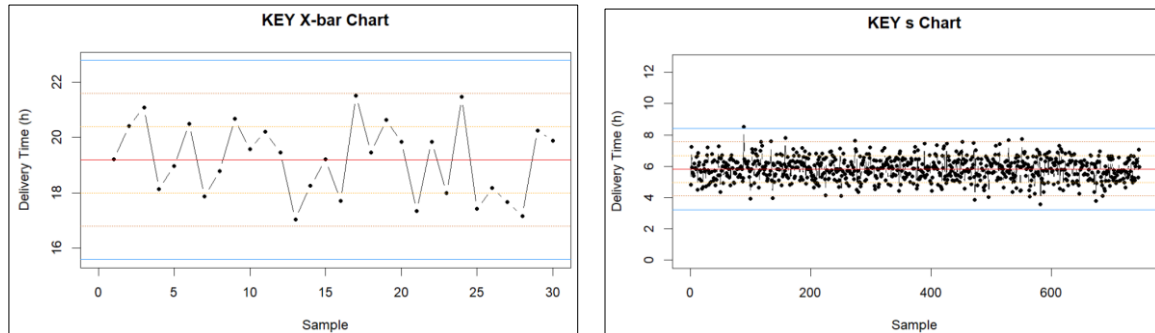 KEY X-bar Chart
Delivery Time (h)
22
20
18
16
0 5 10 15 20 25 30
Sample
KEY s Chart
Delivery Time (h)
12
10
8
6
4
2
0
0 200 400 600
Sample